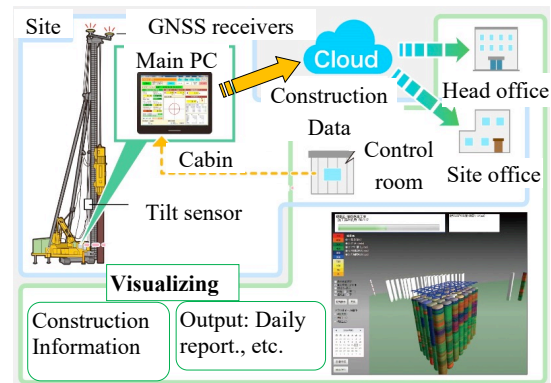 Site
GNSS receivers
Main PC
Cloud
Construction
Data
Head office
Cabin
Control
room
Site office
Tilt sensor
Visualizing
Construction
Information
Output: Daily
report., etc.